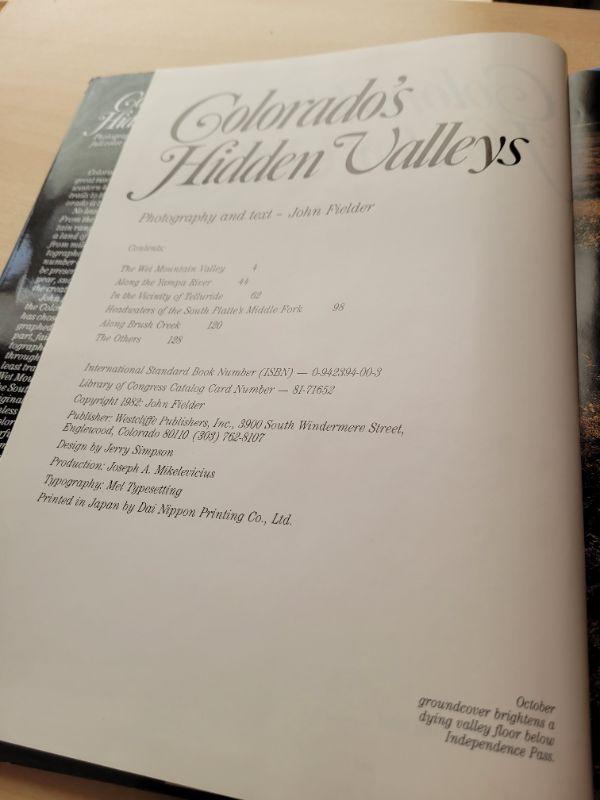 Colorado's
Hidden Valleys
Photography and text – John Fielder
Contents:
The Wet Mountain Valley 4
Along the Yampa River 44
In the Vicinity of Telluride 62
Headwaters of the South Platte's Middle Fork 98
Along Brush Creek 120
The Others 128
International Standard Book Number (ISBN) — 0-942394-00-3
Library of Congress Catalog Card Number — 81-71652
Copyright 1982: John Fielder
Publisher: Westcliffe Publishers, Inc., 3900 South Windermere Street,
Englewood, Colorado 80110 (303) 762-8107
Design by Jerry Simpson
Production: Joseph A. Mikelevicius
Typography: Mel Typesetting
Printed in Japan by Dai Nippon Printing Co., Ltd.
October
groundcover brightens a
dying valley floor below
Independence Pass.